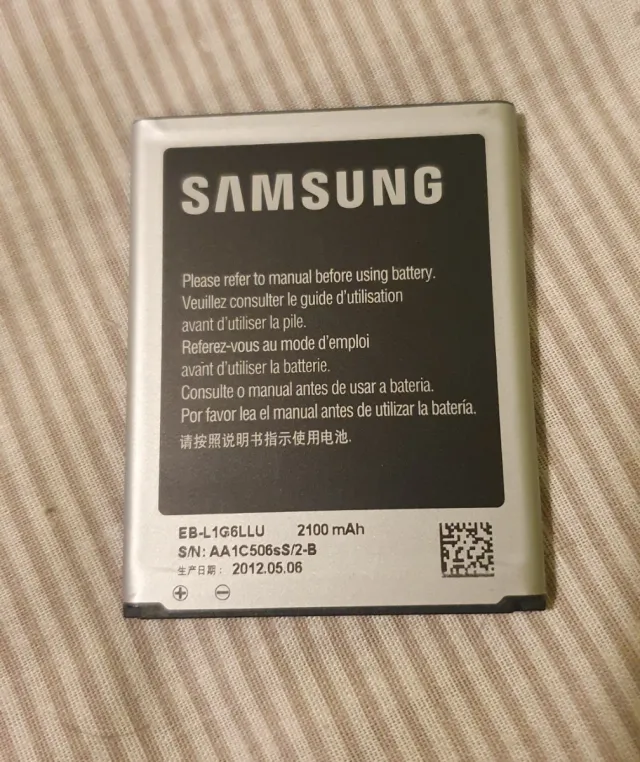 SAMSUNG
Please refer to manual before using battery.
Veuillez consulter le guide d'utilisation
avant d'utiliser la pile.
Referez-vous au mode d'emploi
avant d'utiliser la batterie.
Consulte o manual antes de usar a bateria.
Por favor lea el manual antes de utilizar la batería.
请按照说明书指示使用电池.
EB-L1G6LLU 2100 mAh
S/N: AA1C506sS/2-B
生产日期: 2012.05.06